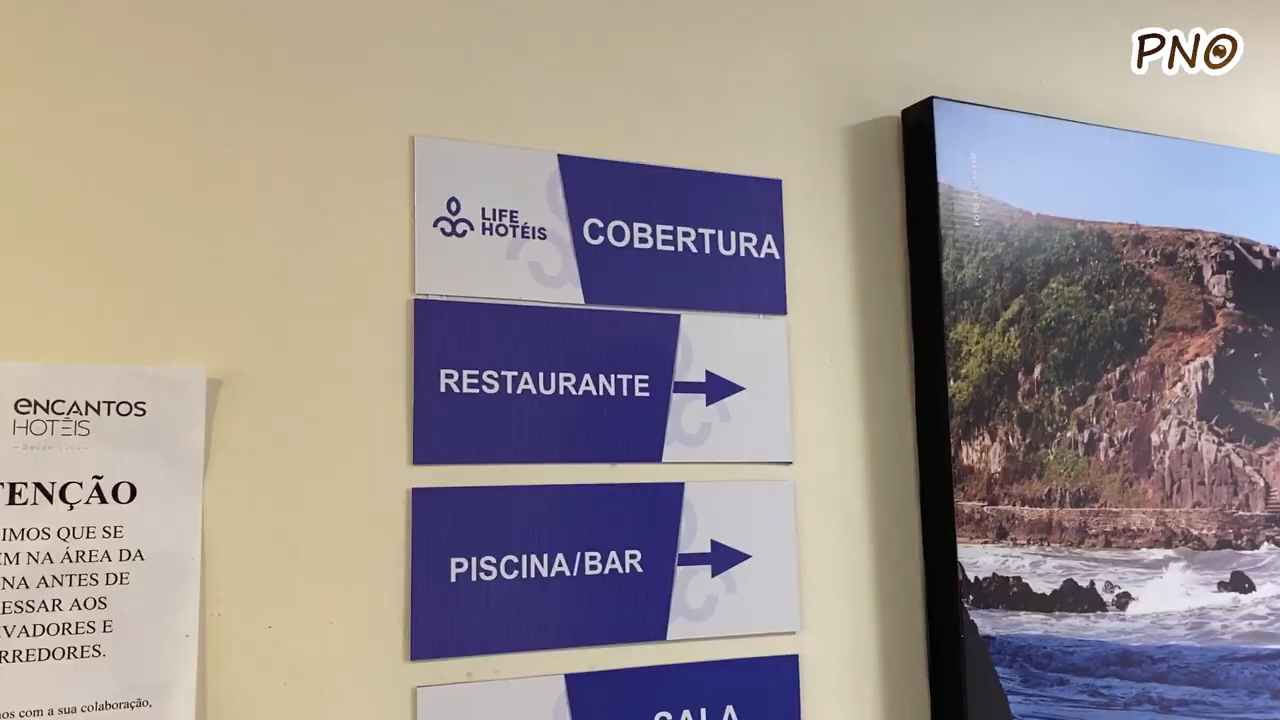 PNO
LIFE
HOTÉIS
COBERTURA
RESTAURANTE
PISCINA/BAR
SALA
ENCANTOS
HOTÉIS
TENÇÃO
IMOS QUE SE
EM NA ÁREA DA
NA ANTES DE
ESSAR AOS
VADORES E
RREDORES.
os com a sua colaboração,